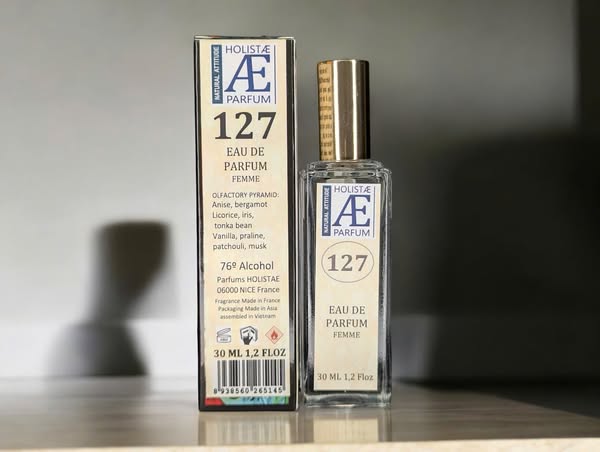 NATURAL ATTITUDE
HOLISTÆ
Æ
PARFUM
127
EAU DE
PARFUM
FEMME
OLFACTORY PYRAMID:
Anise, bergamot
Licorice, iris,
tonka bean
Vanilla, praline,
patchouli, musk
76º Alcohol
Parfums HOLISTAE
06000 NICE France
Fragrance Made in France
Packaging Made in Asia
assembled in Vietnam
30 ML 1,2 FLOZ
8938560265145
NATURAL ATTITUDE
HOLISTÆ
Æ
PARFUM
127
EAU DE
PARFUM
FEMME
30 ML 1,2 Floz